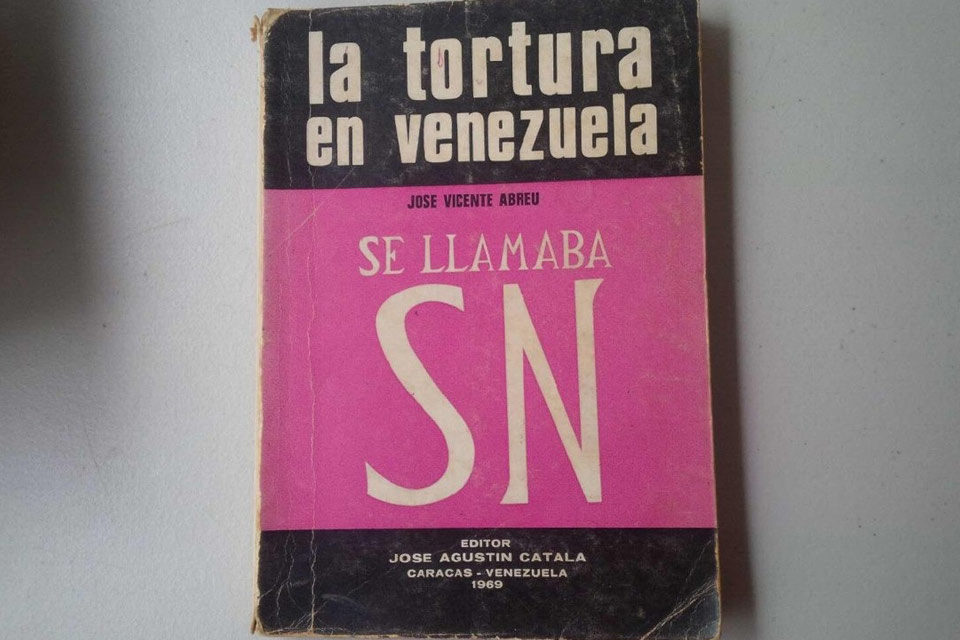 la tortura
en venezuela
JOSE VICENTE ABREU
SE LLAMABA
SN
EDITOR
JOSE AGUSTIN CATALA
CARACAS - VENEZUELA
1969